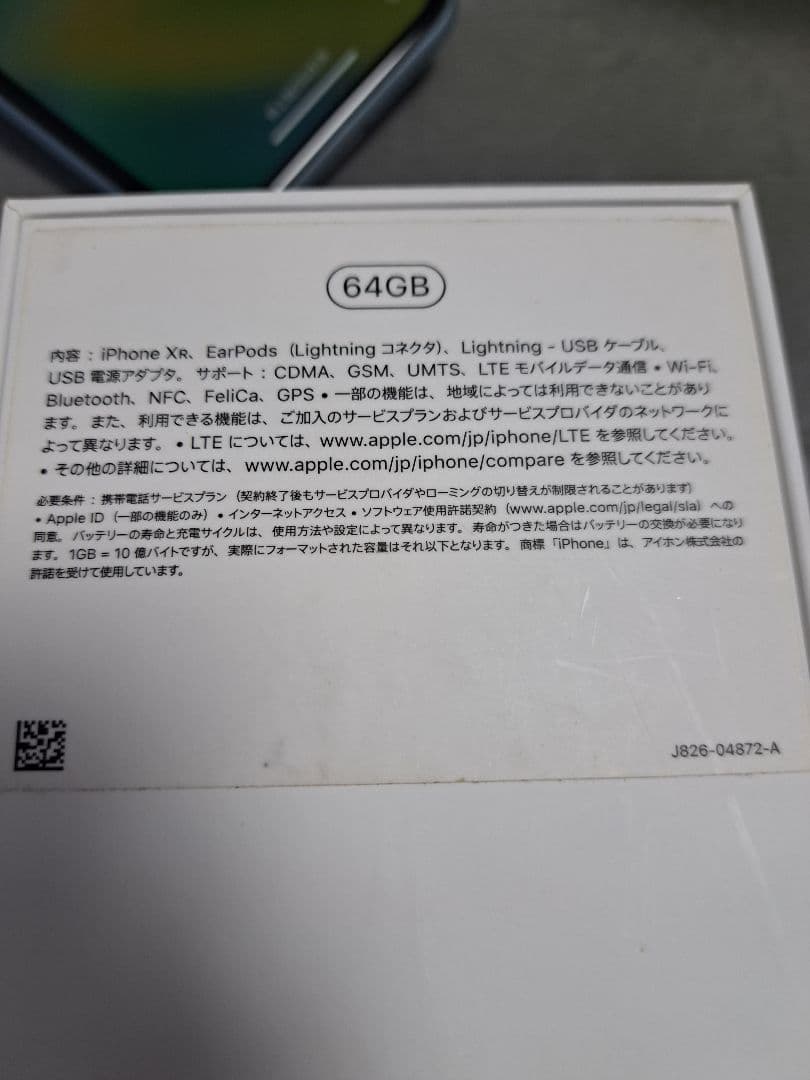 64GB
内容：iPhone XR、EarPods（Lightning コネクタ）、Lightning - USB ケーブル、
USB 電源アダプタ。 サポート：CDMA、GSM、UMTS、LTE モバイルデータ通信 • Wi-Fi、
Bluetooth、NFC、FeliCa、GPS • 一部の機能は、地域によっては利用できないことがあり
ます。また、利用できる機能は、ご加入のサービスプランおよびサービスプロバイダのネットワークに
よって異なります。 • LTE については、www.apple.com/jp/iphone/LTE を参照してください。
• その他の詳細については、www.apple.com/jp/iphone/compare を参照してください。
必要条件：携帯電話サービスプラン（契約終了後もサービスプロバイダやローミングの切り替えが制限されることがあります）
• Apple ID（一部の機能のみ）• インターネットアクセス • ソフトウェア使用許諾契約（www.apple.com/jp/legal/sla）への
同意。 バッテリーの寿命と充電サイクルは、使用方法や設定によって異なります。 寿命がつきた場合はバッテリーの交換が必要になり
ます。 1GB = 10 億バイトですが、実際にフォーマットされた容量はそれ以下となります。 商標「iPhone」は、アイホン株式会社の
許諾を受けて使用しています。
J826-04872-A